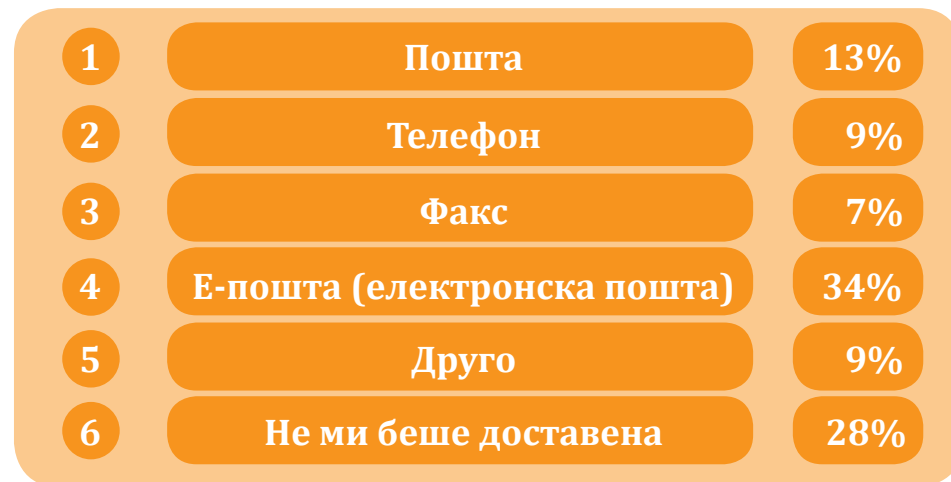 1 Пошта 13%
2 Телефон 9%
3 Факс 7%
4 Е-пошта (електронска пошта) 34%
5 Друго 9%
6 Не ми беше доставена 28%